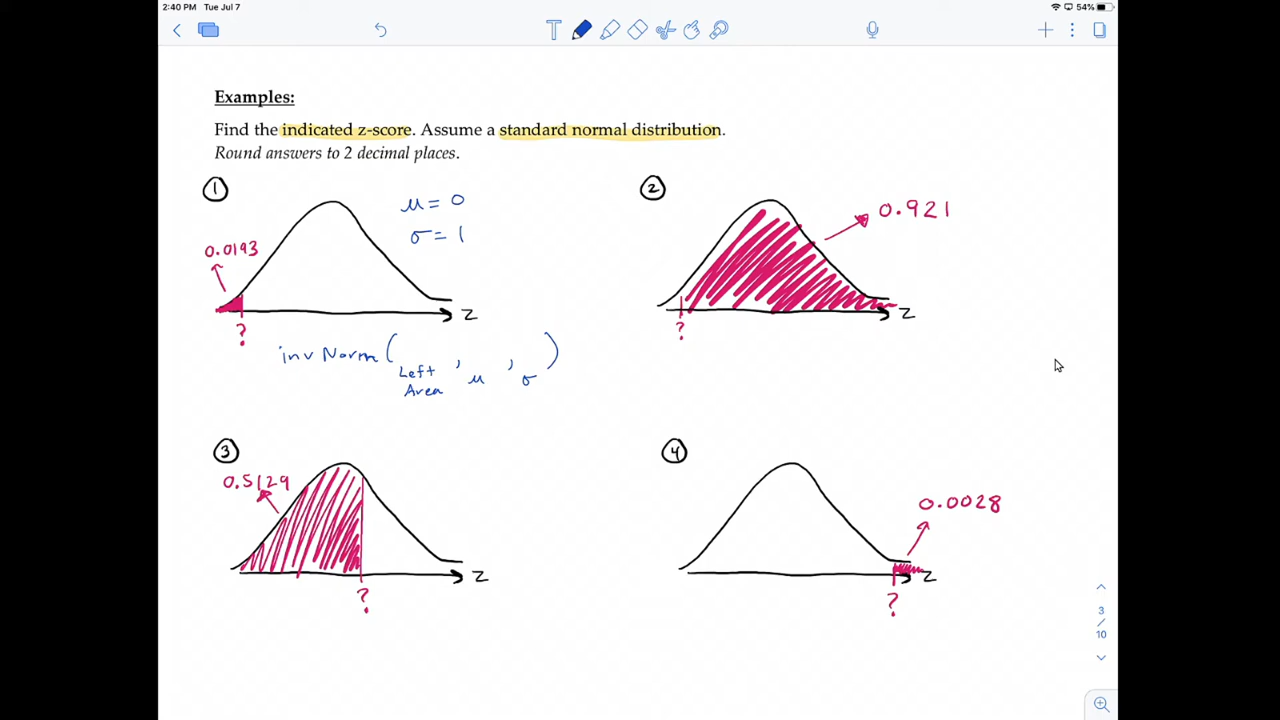 2:40 PM Tue Jul 7
54%
T
Examples:
Find the indicated z-score. Assume a standard normal distribution.
Round answers to 2 decimal places.
1
μ = 0
σ = 1
0.0193
?
z
invNorm( Left Area , μ , σ )
2
0.921
?
z
3
0.5129
?
z
4
0.0028
?
z
3
/
10